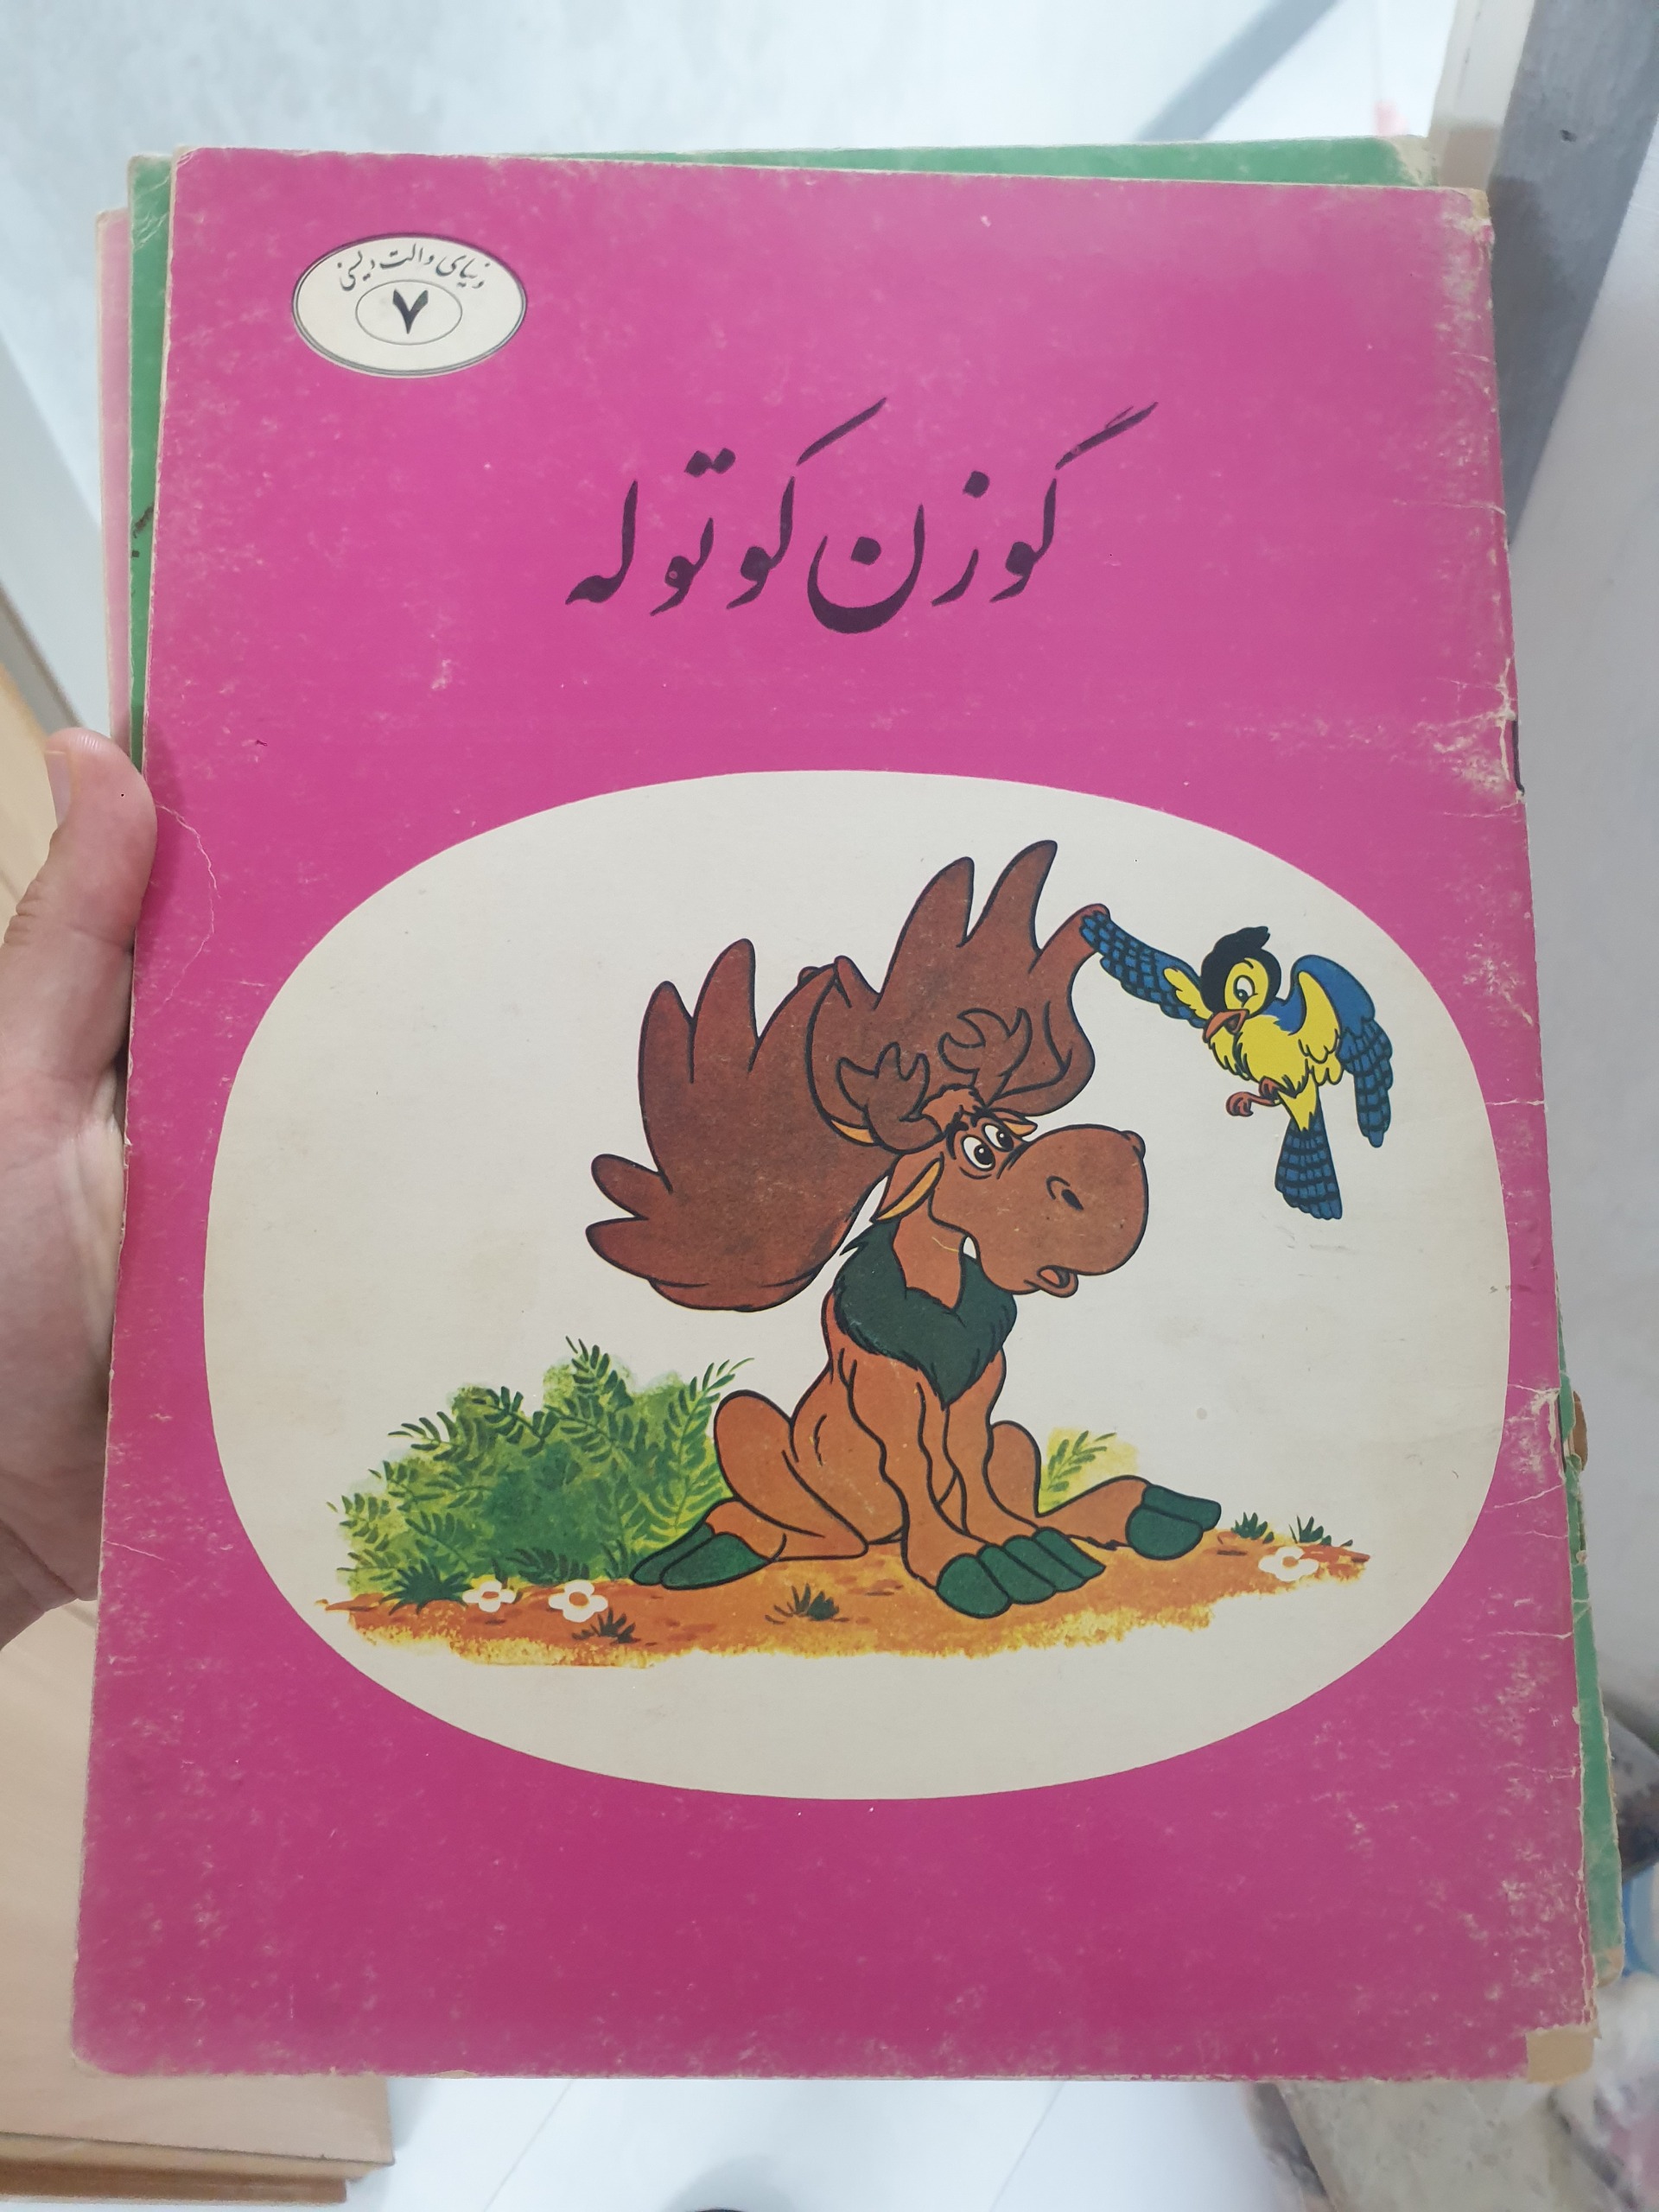 دنیای والت دیسنی
۷
گوزن کوتوله